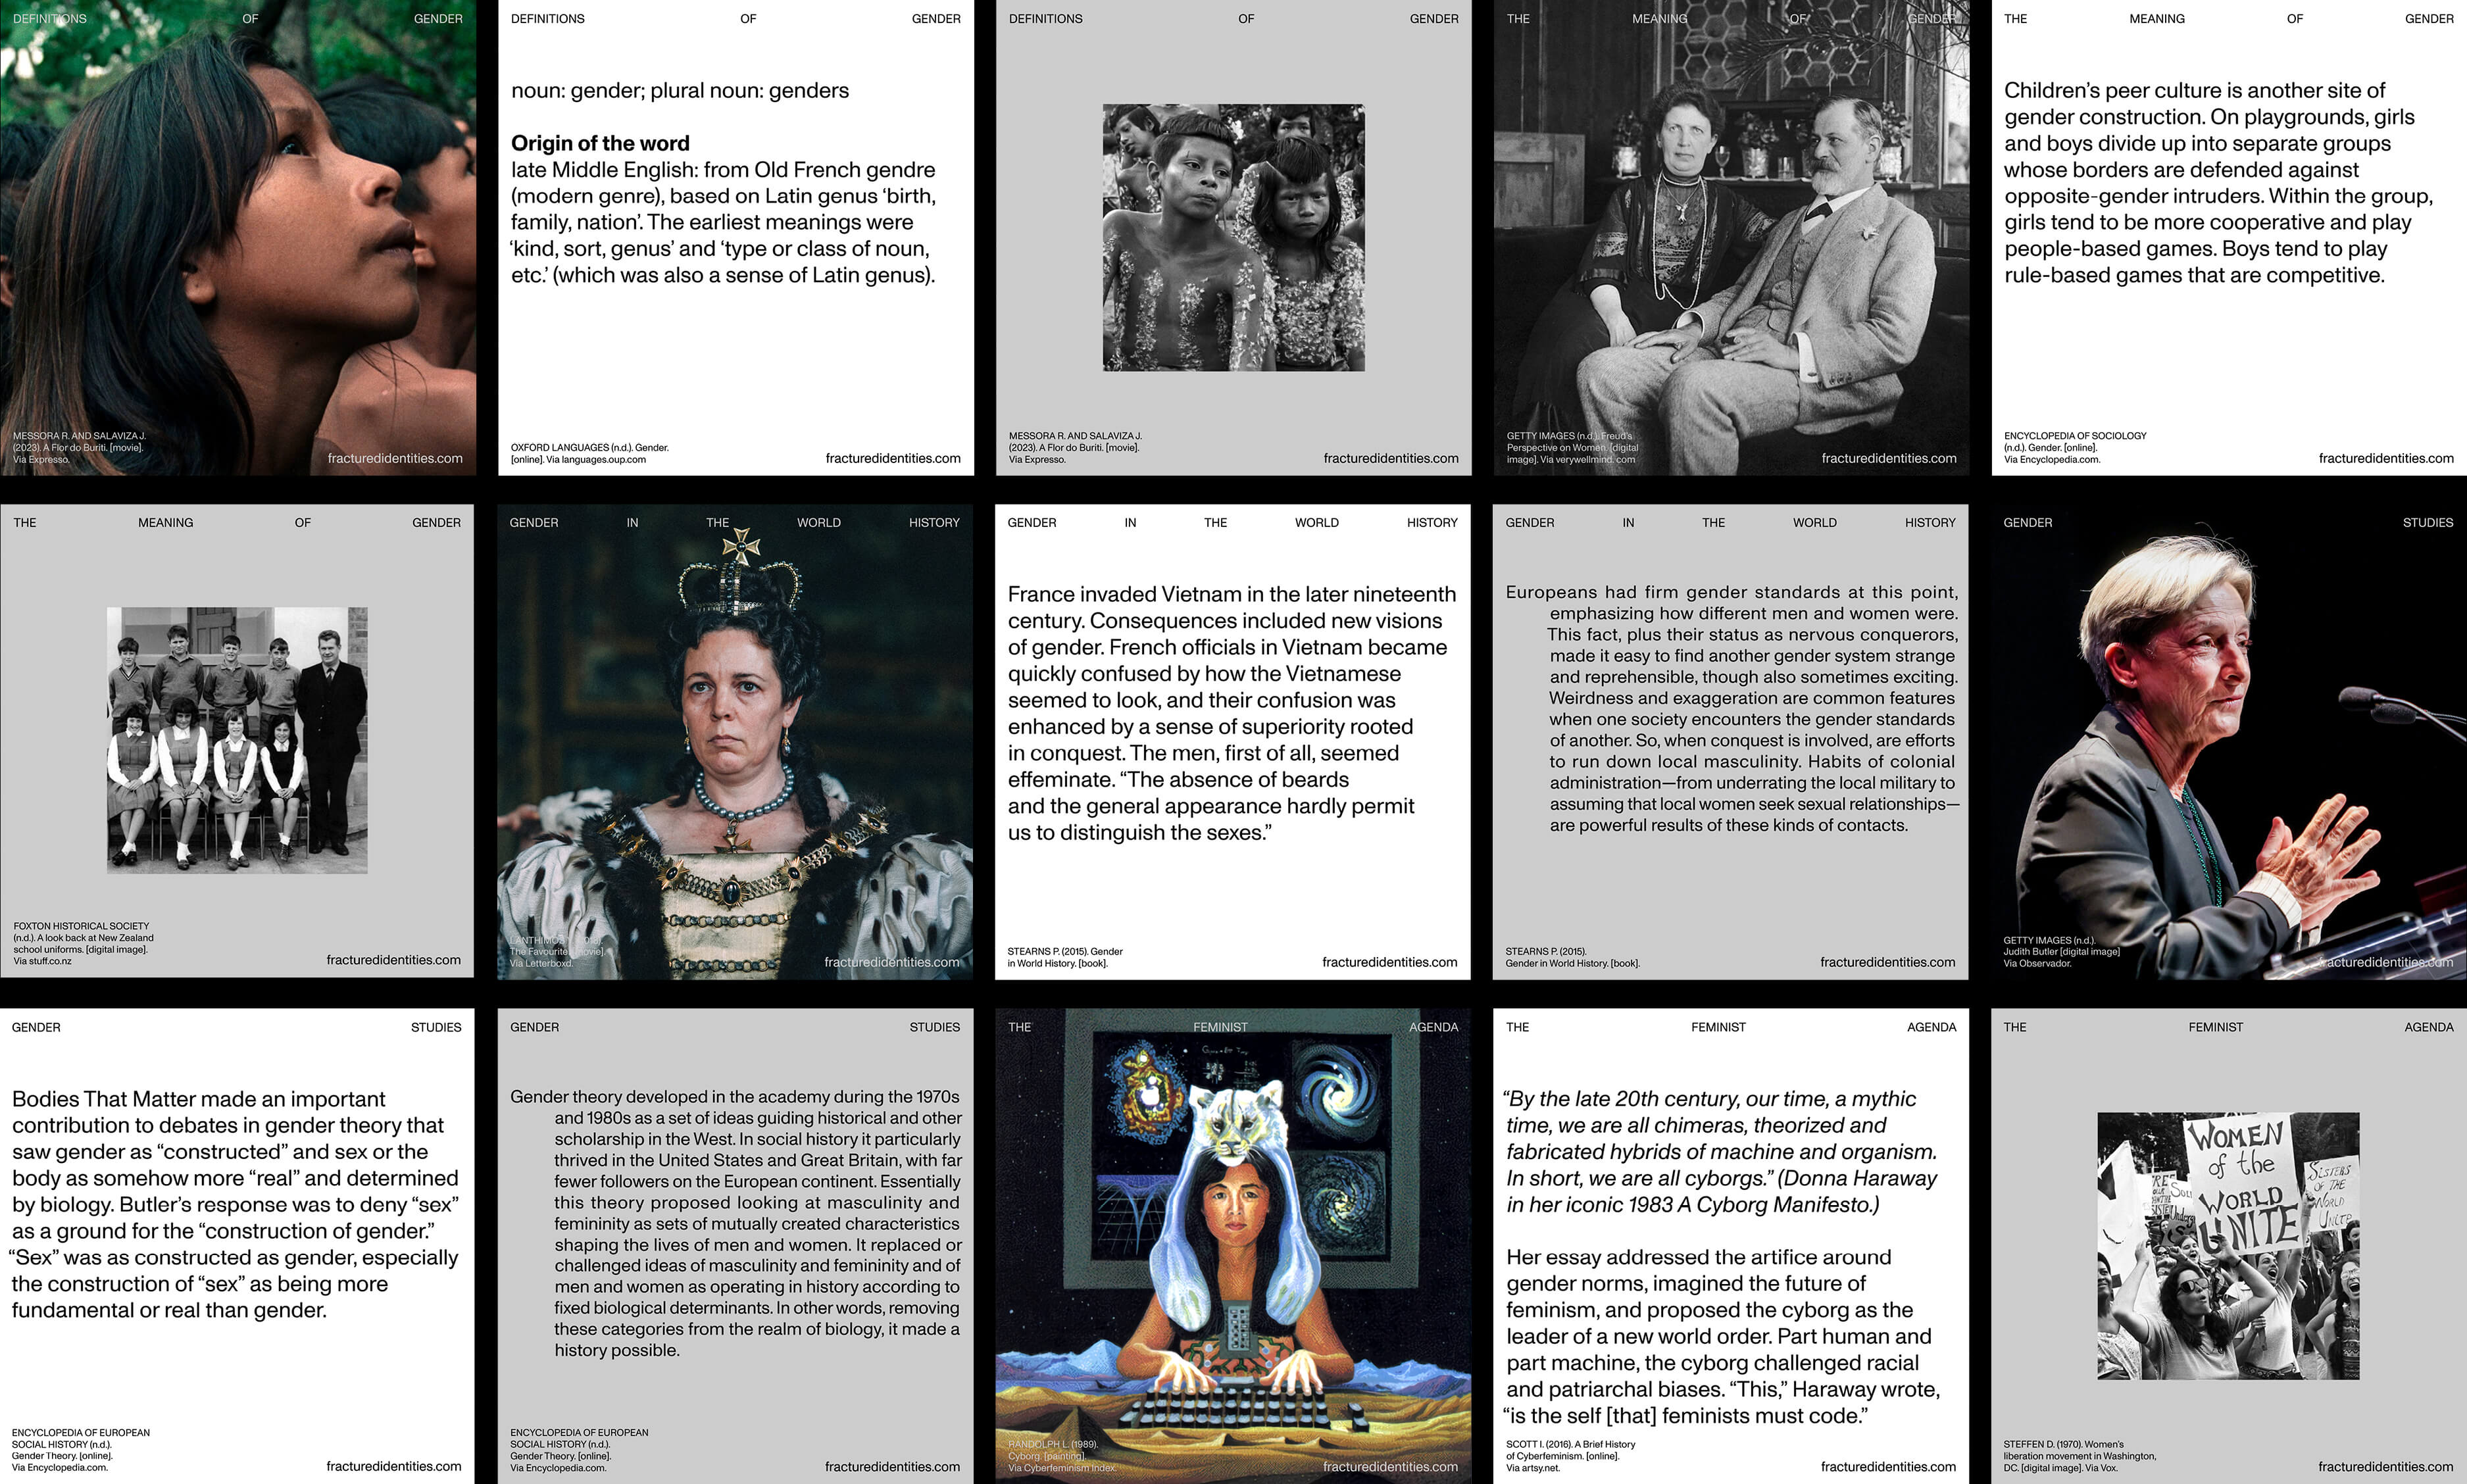 DEFINITIONS OF GENDER
MESSORA R. AND SALAVIZA J.
(2023). A Flor do Buriti. [movie].
Via Expresso.
fracturedidentities.com
DEFINITIONS OF GENDER
noun: gender; plural noun: genders
Origin of the word
late Middle English: from Old French gendre
(modern genre), based on Latin genus ‘birth,
family, nation’. The earliest meanings were
‘kind, sort, genus’ and ‘type or class of noun,
etc.’ (which was also a sense of Latin genus).
OXFORD LANGUAGES (n.d.). Gender.
[online]. Via languages.oup.com
fracturedidentities.com
DEFINITIONS OF GENDER
MESSORA R. AND SALAVIZA J.
(2023). A Flor do Buriti. [movie].
Via Expresso.
fracturedidentities.com
THE MEANING OF GENDER
GETTY IMAGES (n.d.). Freud's
Perspective on Women. [digital
image]. Via verywellmind.com
fracturedidentities.com
THE MEANING OF GENDER
Children’s peer culture is another site of
gender construction. On playgrounds, girls
and boys divide up into separate groups
whose borders are defended against
opposite-gender intruders. Within the group,
girls tend to be more cooperative and play
people-based games. Boys tend to play
rule-based games that are competitive.
ENCYCLOPEDIA OF SOCIOLOGY
(n.d.). Gender. [online].
Via Encyclopedia.com.
fracturedidentities.com
THE MEANING OF GENDER
FOXTON HISTORICAL SOCIETY
(n.d.). A look back at New Zealand
school uniforms. [digital image].
Via stuff.co.nz
fracturedidentities.com
GENDER IN THE WORLD HISTORY
LANTHIMOS
The Favourite. [movie].
Via Letterboxd.
fracturedidentities.com
GENDER IN THE WORLD HISTORY
France invaded Vietnam in the later nineteenth
century. Consequences included new visions
of gender. French officials in Vietnam became
quickly confused by how the Vietnamese
seemed to look, and their confusion was
enhanced by a sense of superiority rooted
in conquest. The men, first of all, seemed
effeminate. “The absence of beards
and the general appearance hardly permit
us to distinguish the sexes.”
STEARNS P. (2015). Gender
in World History. [book].
fracturedidentities.com
GENDER IN THE WORLD HISTORY
Europeans had firm gender standards at this point,
emphasizing how different men and women were.
This fact, plus their status as nervous conquerors,
made it easy to find another gender system strange
and reprehensible, though also sometimes exciting.
Weirdness and exaggeration are common features
when one society encounters the gender standards
of another. So, when conquest is involved, are efforts
to run down local masculinity. Habits of colonial
administration—from underrating the local military to
assuming that local women seek sexual relationships—
are powerful results of these kinds of contacts.
STEARNS P. (2015).
Gender in World History. [book].
fracturedidentities.com
GENDER STUDIES
GETTY IMAGES (n.d.).
Judith Butler [digital image]
Via Observador.
fracturedidentities.com
GENDER STUDIES
Bodies That Matter made an important
contribution to debates in gender theory that
saw gender as “constructed” and sex or the
body as somehow more “real” and determined
by biology. Butler’s response was to deny “sex”
as a ground for the “construction of gender.”
“Sex” was as constructed as gender, especially
the construction of “sex” as being more
fundamental or real than gender.
ENCYCLOPEDIA OF EUROPEAN
SOCIAL HISTORY (n.d.).
Gender Theory. [online].
Via Encyclopedia.com.
fracturedidentities.com
GENDER STUDIES
Gender theory developed in the academy during the 1970s
and 1980s as a set of ideas guiding historical and other
scholarship in the West. In social history it particularly
thrived in the United States and Great Britain, with far
fewer followers on the European continent. Essentially
this theory proposed looking at masculinity and
femininity as sets of mutually created characteristics
shaping the lives of men and women. It replaced or
challenged ideas of masculinity and femininity and of
men and women as operating in history according to
fixed biological determinants. In other words, removing
these categories from the realm of biology, it made a
history possible.
ENCYCLOPEDIA OF EUROPEAN
SOCIAL HISTORY (n.d.).
Gender Theory. [online].
Via Encyclopedia.com.
fracturedidentities.com
THE FEMINIST AGENDA
RANDOLPH L. (1989).
Cyborg. [painting].
Via Cyberfeminism Index.
fracturedidentities.com
THE FEMINIST AGENDA
“By the late 20th century, our time, a mythic
time, we are all chimeras, theorized and
fabricated hybrids of machine and organism.
In short, we are all cyborgs.” (Donna Haraway
in her iconic 1983 A Cyborg Manifesto.)
Her essay addressed the artifice around
gender norms, imagined the future of
feminism, and proposed the cyborg as the
leader of a new world order. Part human and
part machine, the cyborg challenged racial
and patriarchal biases. “This,” Haraway wrote,
“is the self [that] feminists must code.”
SCOTT I. (2016). A Brief History
of Cyberfeminism. [online].
Via artsy.net.
fracturedidentities.com
THE FEMINIST AGENDA
WOMEN
of the
WORLD
UNITE
SISTERS
OF THE
WORLD
UNITE
STEFFEN D. (1970). Women’s
liberation movement in Washington,
DC. [digital image]. Via Vox.
fracturedidentities.com